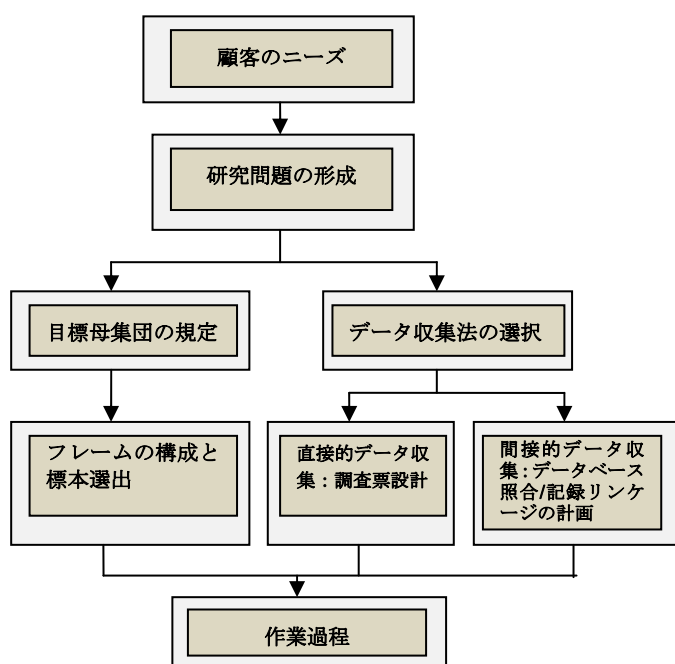 顧客のニーズ
研究問題の形成
目標母集団の規定
データ収集法の選択
フレームの構成と
標本選出
直接的データ収
集：調査票設計
間接的データ収
集：データベース
照合/記録リンケ
ージの計画
作業過程